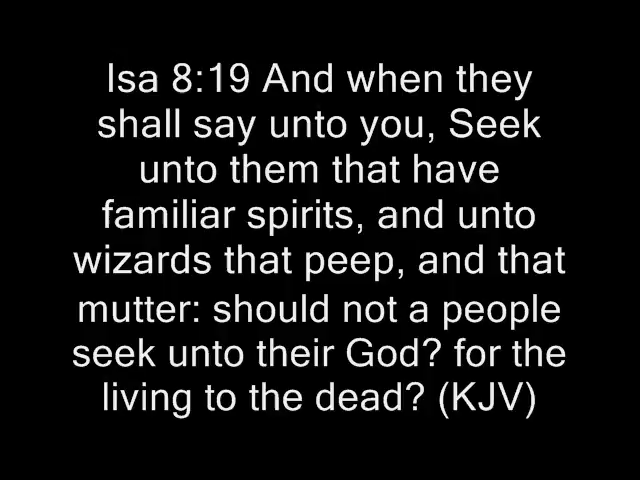 Isa 8:19 And when they
shall say unto you, Seek
unto them that have
familiar spirits, and unto
wizards that peep, and that
mutter: should not a people
seek unto their God? for the
living to the dead? (KJV)